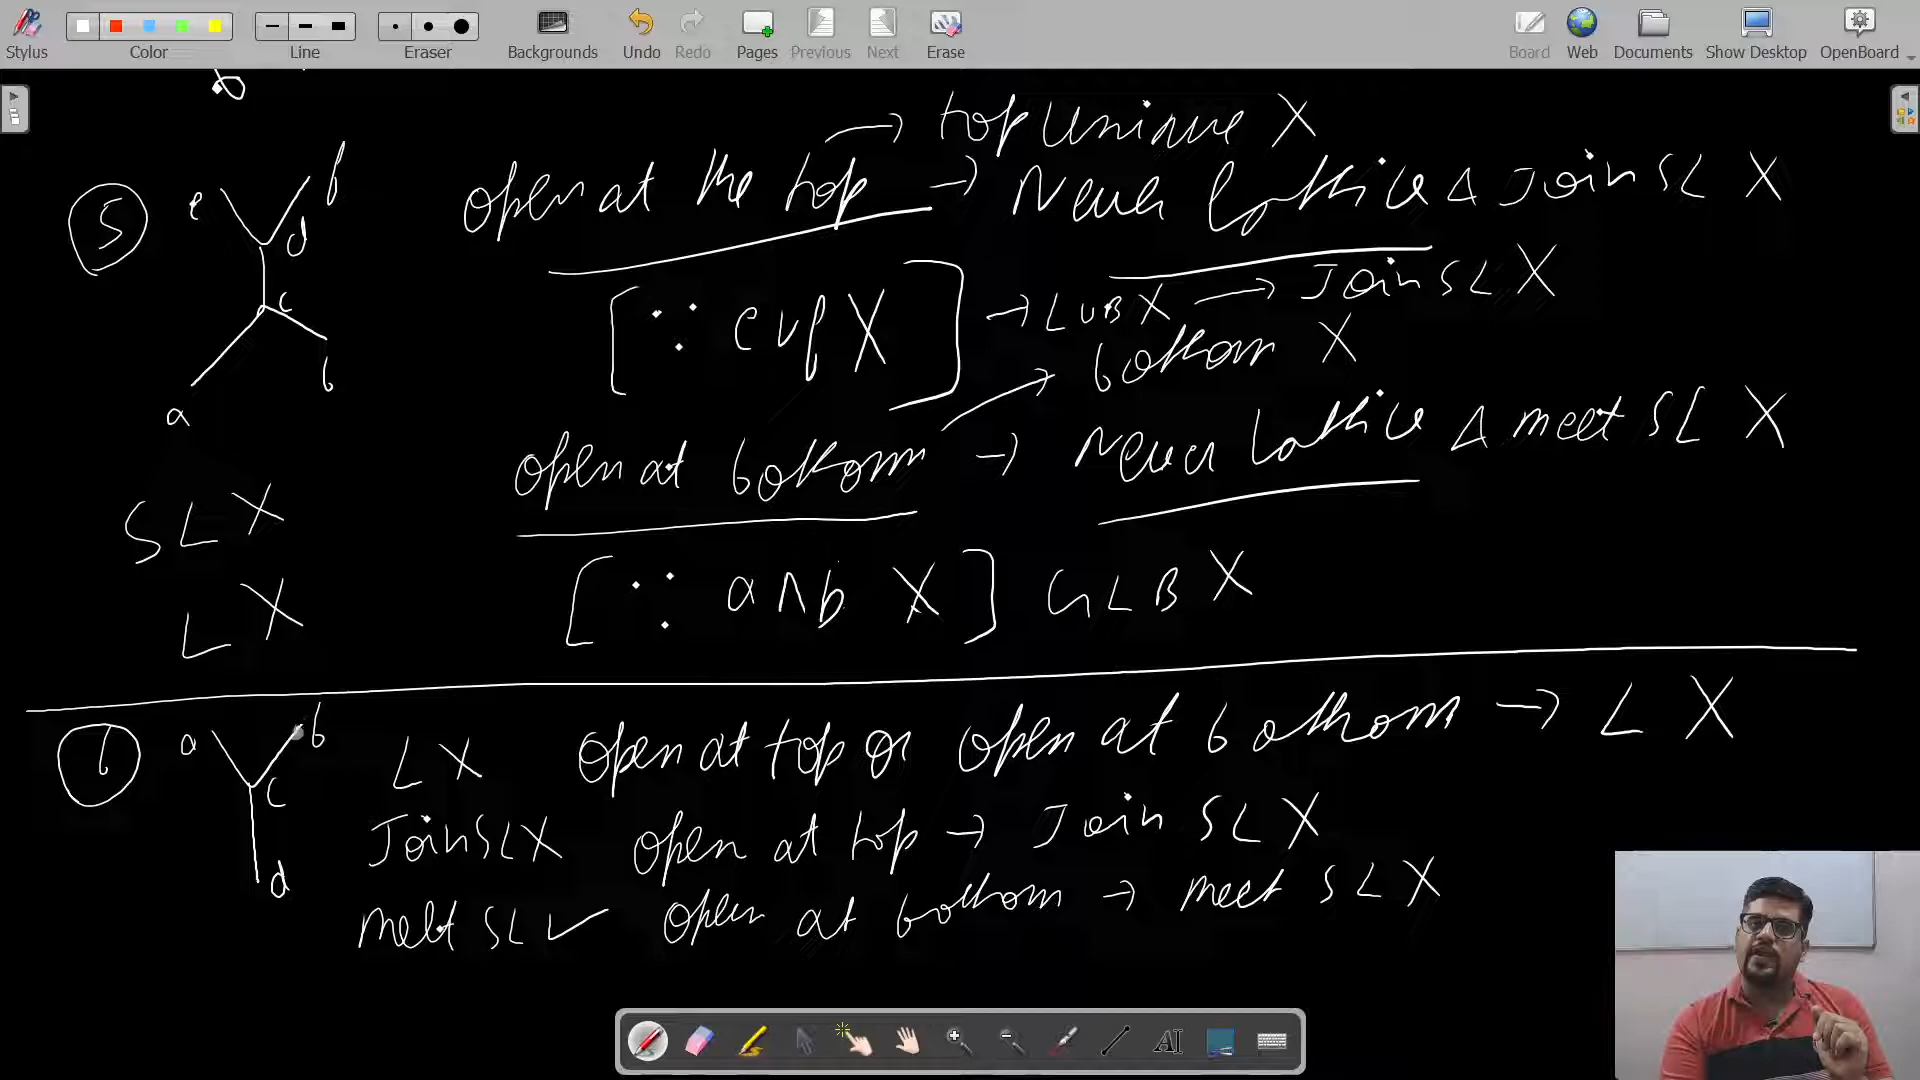 Stylus Color Line Eraser Backgrounds Undo Redo Pages Previous Next Erase Board Web Documents Show Desktop OpenBoard
b
5
e f
d
c
a b
→ top unique X
open at the top → Never Lattice Δ Join SL X
[∵ e v f X] → LUB X → Join SL X
bottom X
open at bottom → Never Lattice Δ meet SL X
SL X
[∵ a ∧ b X] GLB X
L X
6
a b
c
d
L X open at top or open at bottom → L X
Join SL X open at top → Join SL X
meet SL ✓ open at bottom → meet SL X